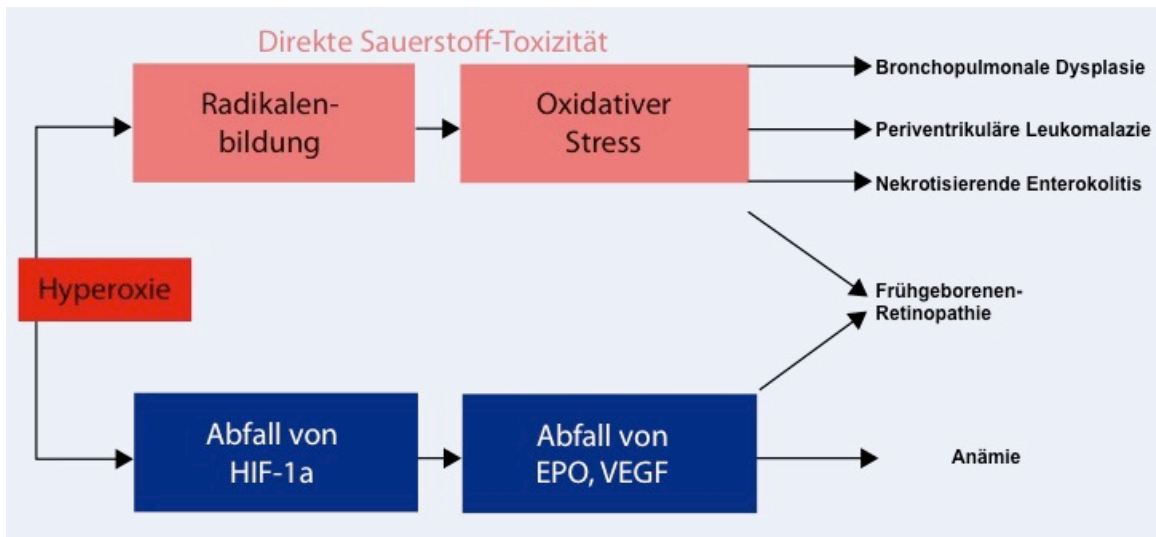 Direkte Sauerstoff-Toxizität
Radikalen-
bildung
Oxidativer
Stress
Bronchopulmonale Dysplasie
Periventrikuläre Leukomalazie
Nekrotisierende Enterokolitis
Hyperoxie
Frühgeborenen-
Retinopathie
Abfall von
HIF-1a
Abfall von
EPO, VEGF
Anämie